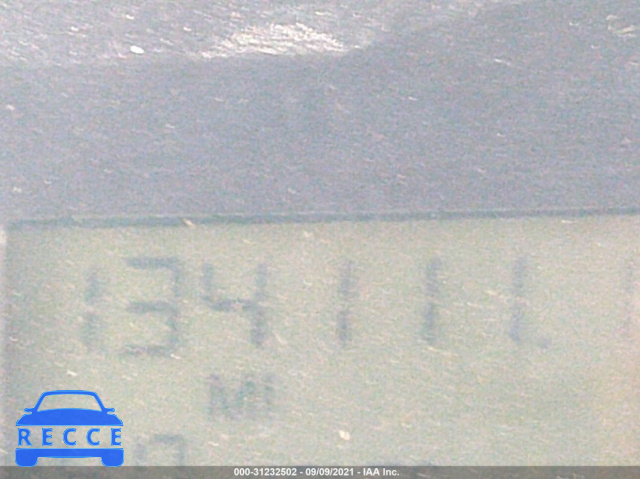 134111.
MI
RECCE
000-31232502 - 09/09/2021 - IAA Inc.